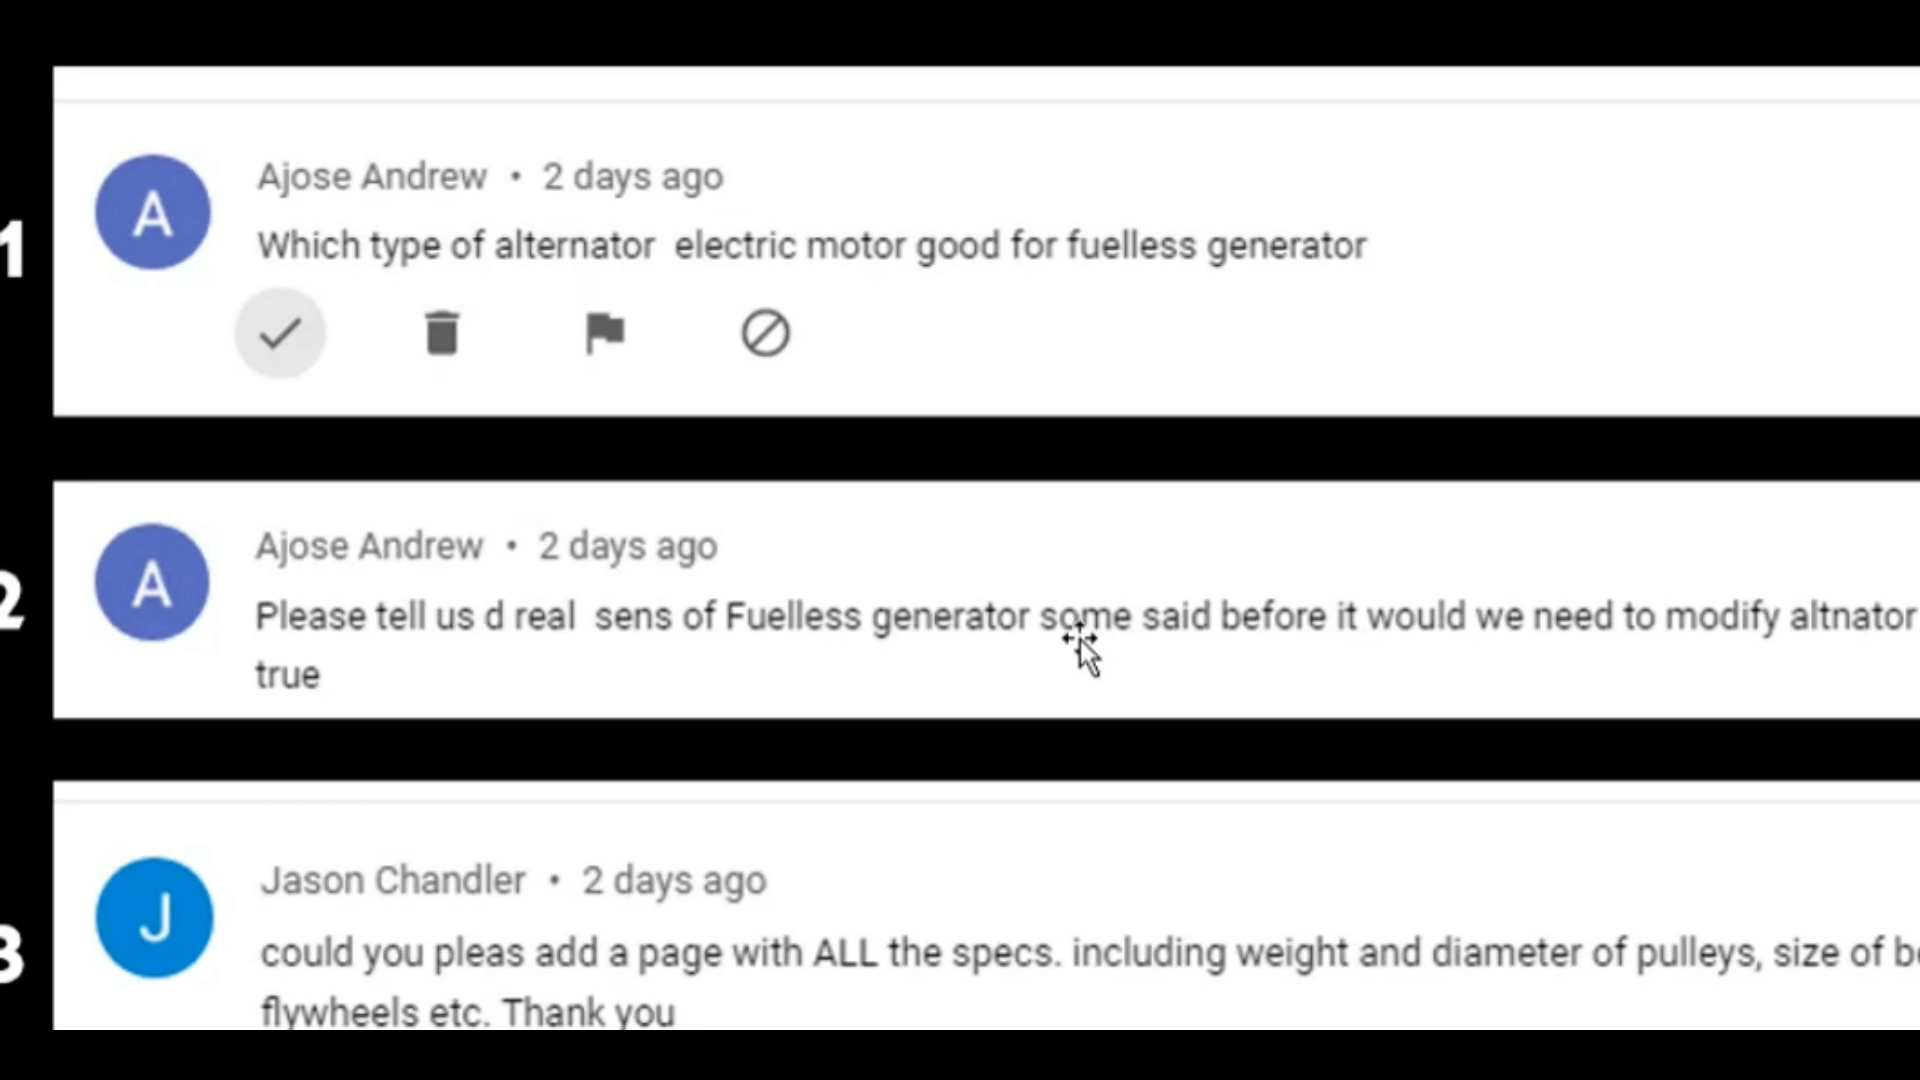 1
Ajose Andrew • 2 days ago
A
Which type of alternator electric motor good for fuelless generator
2
Ajose Andrew • 2 days ago
A
Please tell us d real sens of Fuelless generator some said before it would we need to modify altnator
true
3
Jason Chandler • 2 days ago
J
could you pleas add a page with ALL the specs. including weight and diameter of pulleys, size of
flywheels etc. Thank you